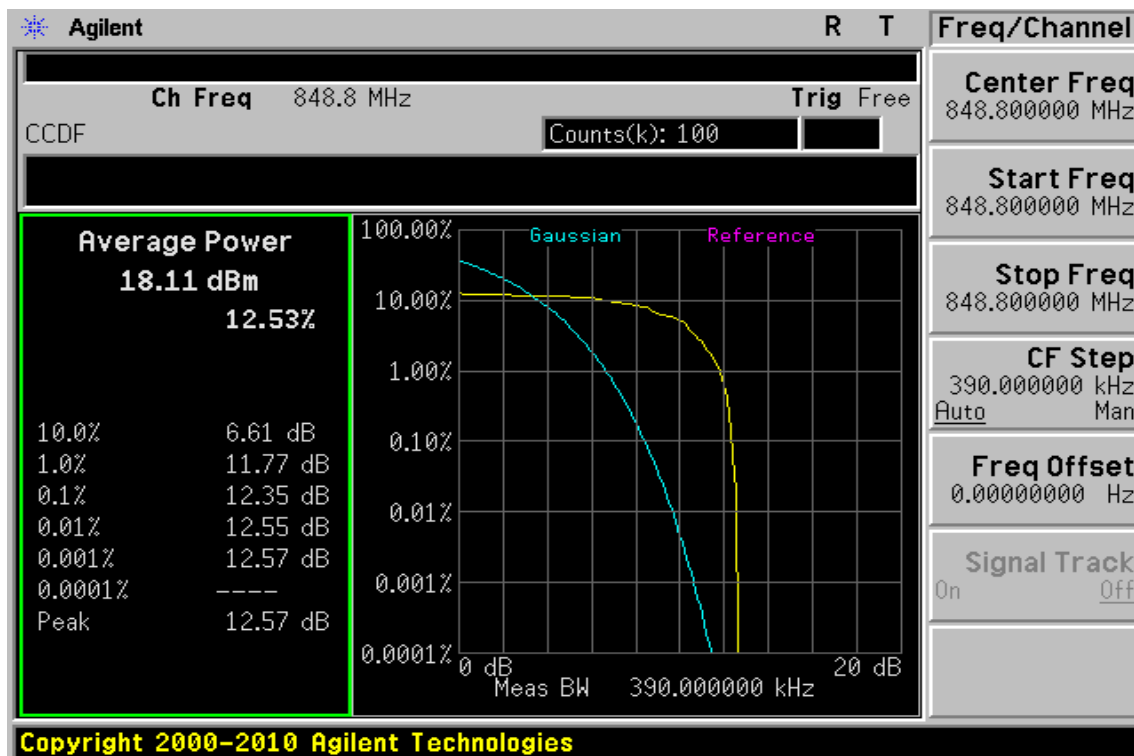 Agilent R T
Ch Freq 848.8 MHz Trig Free
CCDF Counts(k): 100
Average Power
18.11 dBm
12.53%
10.0% 6.61 dB
1.0% 11.77 dB
0.1% 12.35 dB
0.01% 12.55 dB
0.001% 12.57 dB
0.0001% ----
Peak 12.57 dB
Gaussian Reference
100.00%
10.00%
1.00%
0.10%
0.01%
0.001%
0.0001%
0 dB 20 dB
Meas BW 390.000000 kHz
Freq/Channel
Center Freq
848.800000 MHz
Start Freq
848.800000 MHz
Stop Freq
848.800000 MHz
CF Step
390.000000 kHz
Auto Man
Freq Offset
0.00000000 Hz
Signal Track
On Off
Copyright 2000-2010 Agilent Technologies